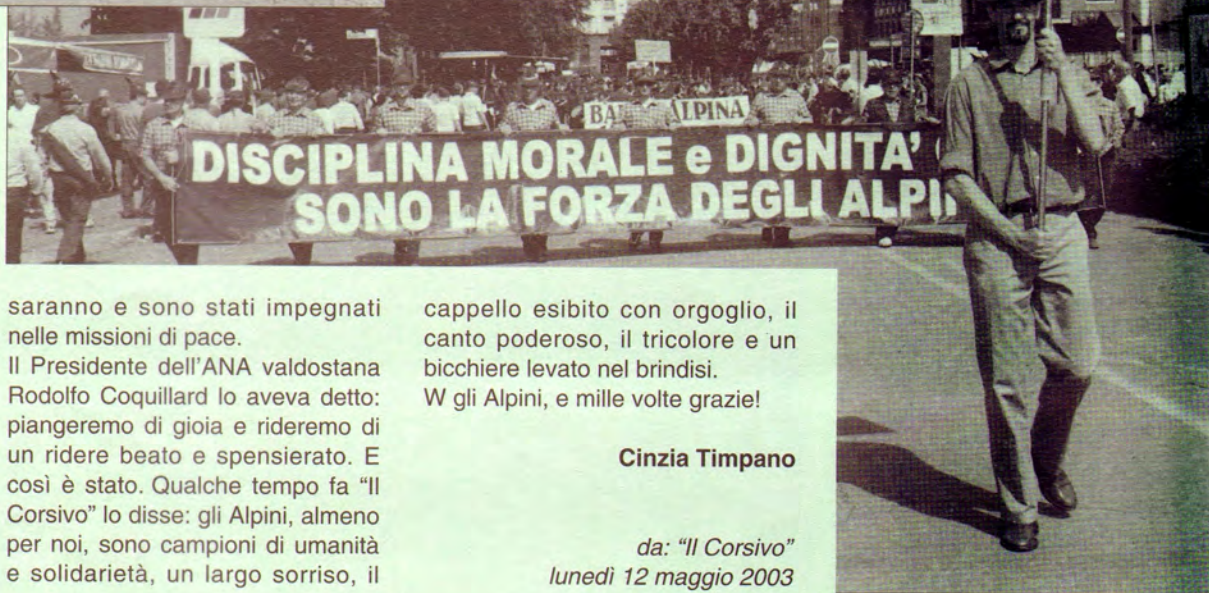 BA ALPINA
DISCIPLINA MORALE e DIGNITA'
SONO LA FORZA DEGLI ALPI
saranno e sono stati impegnati
nelle missioni di pace.
Il Presidente dell'ANA valdostana
Rodolfo Coquillard lo aveva detto:
piangeremo di gioia e rideremo di
un ridere beato e spensierato. E
così è stato. Qualche tempo fa “Il
Corsivo” lo disse: gli Alpini, almeno
per noi, sono campioni di umanità
e solidarietà, un largo sorriso, il
cappello esibito con orgoglio, il
canto poderoso, il tricolore e un
bicchiere levato nel brindisi.
W gli Alpini, e mille volte grazie!
Cinzia Timpano
da: “Il Corsivo”
lunedì 12 maggio 2003